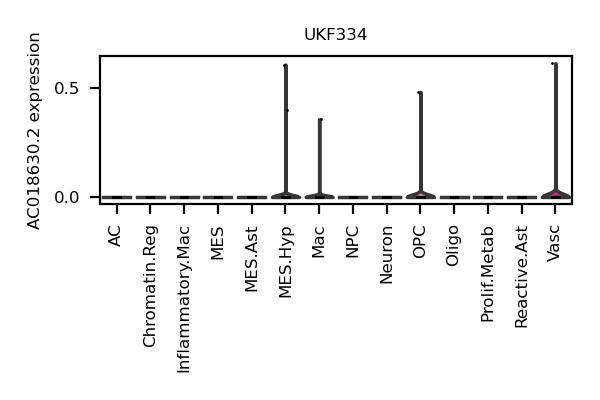 UKF334
AC018630.2 expression
0.5
0.0
AC
Chromatin.Reg
Inflammatory.Mac
MES
MES.Ast
MES.Hyp
Mac
NPC
Neuron
OPC
Oligo
Prolif.Metab
Reactive.Ast
Vasc